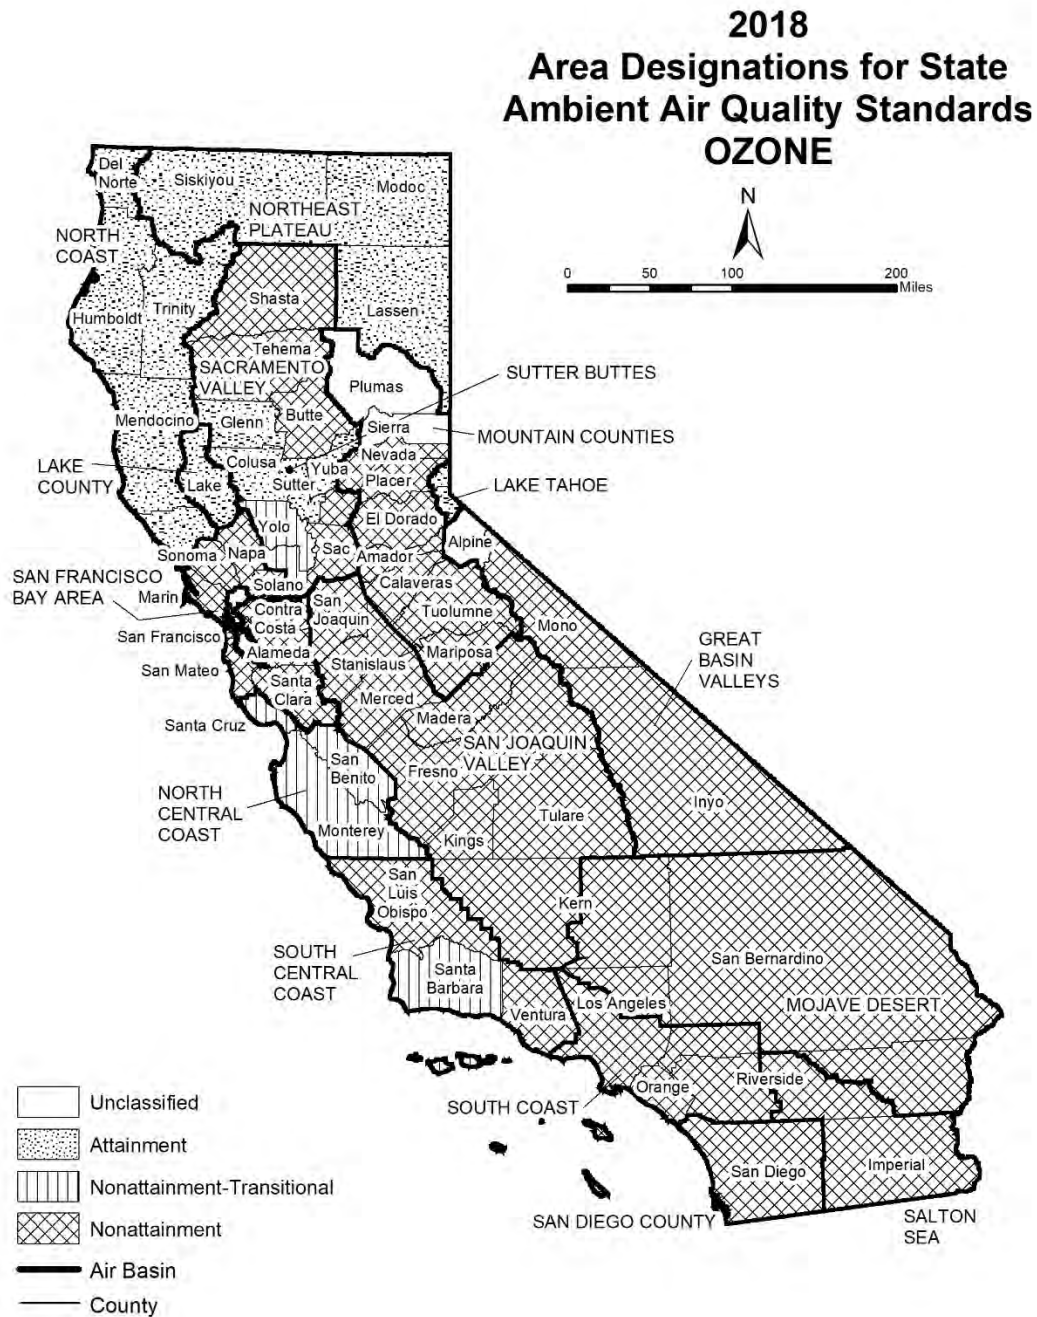 2018
Area Designations for State
Ambient Air Quality Standards
OZONE
N
0
50
100
200
Miles
Del
Norte
Siskiyou
Modoc
NORTHEAST
PLATEAU
NORTH
COAST
Shasta
Trinity
Humboldt
Lassen
Tehema
SACRAMENTO
VALLEY
Plumas
SUTTER BUTTES
Mendocino
Glenn
Butte
Sierra
MOUNTAIN COUNTIES
Nevada
LAKE
COUNTY
Colusa
Yuba
Placer
Lake
Sutter
LAKE TAHOE
Yolo
El Dorado
Sonoma
Napa
Sac
Amador
Alpine
SAN FRANCISCO
BAY AREA
Solano
Calaveras
Marin
Contra
Costa
San
Joaquin
Tuolumne
Mono
San Francisco
Alameda
Mariposa
GREAT
BASIN
VALLEYS
San Mateo
Stanislaus
Santa
Clara
Merced
Santa Cruz
Madera
SAN JOAQUIN
VALLEY
San
Benito
Fresno
NORTH
CENTRAL
COAST
Inyo
Monterey
Tulare
Kings
San
Luis
Obispo
Kern
SOUTH
CENTRAL
COAST
Santa
Barbara
San Bernardino
Ventura
Los Angeles
MOJAVE DESERT
Orange
Riverside
SOUTH COAST
San Diego
Imperial
SAN DIEGO COUNTY
SALTON
SEA
Unclassified
Attainment
Nonattainment-Transitional
Nonattainment
Air Basin
County